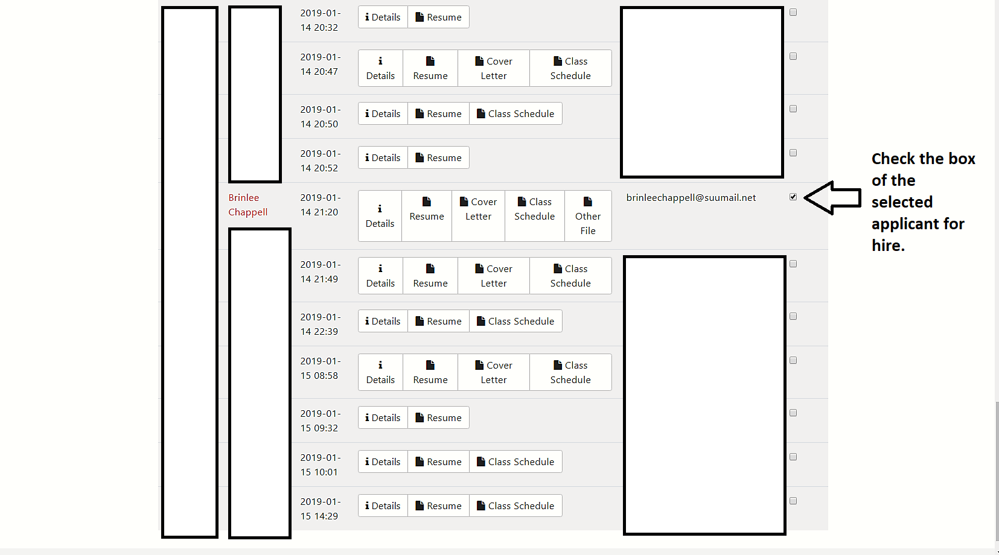 2019-01-
14 20:32
Details Resume
2019-01-
14 20:47
Details Resume Cover Letter Class Schedule
2019-01-
14 20:50
Details Resume Class Schedule
2019-01-
14 20:52
Details Resume
Brinlee
Chappell
2019-01-
14 21:20
Details Resume Cover Letter Class Schedule Other File
brinleechappell@suumail.net
Check the box
of the
selected
applicant for
hire.
2019-01-
14 21:49
Details Resume Cover Letter Class Schedule
2019-01-
14 22:39
Details Resume Class Schedule
2019-01-
15 08:58
Details Resume Cover Letter Class Schedule
2019-01-
15 09:32
Details Resume
2019-01-
15 10:01
Details Resume Class Schedule
2019-01-
15 14:29
Details Resume Class Schedule